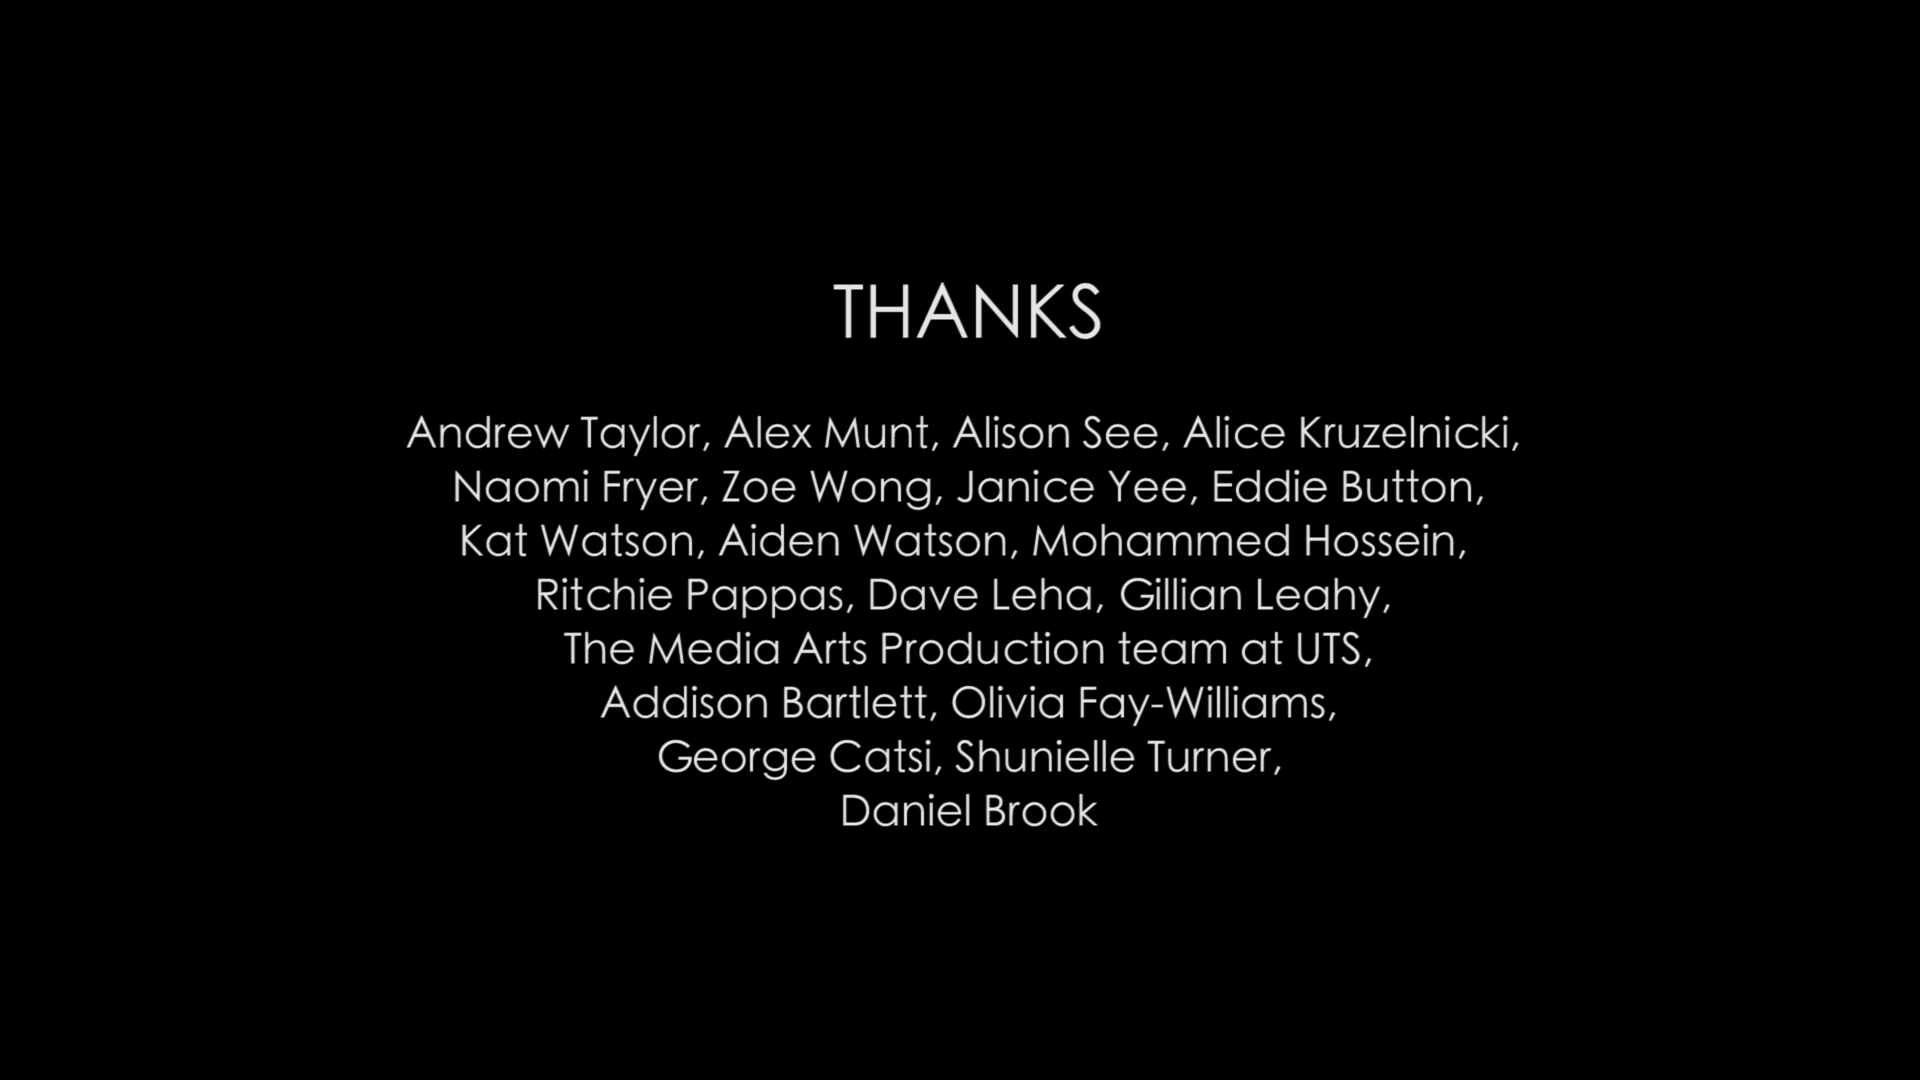 THANKS
Andrew Taylor, Alex Munt, Alison See, Alice Kruzelnicki,
Naomi Fryer, Zoe Wong, Janice Yee, Eddie Button,
Kat Watson, Aiden Watson, Mohammed Hossein,
Ritchie Pappas, Dave Leha, Gillian Leahy,
The Media Arts Production team at UTS,
Addison Bartlett, Olivia Fay-Williams,
George Catsi, Shunielle Turner,
Daniel Brook